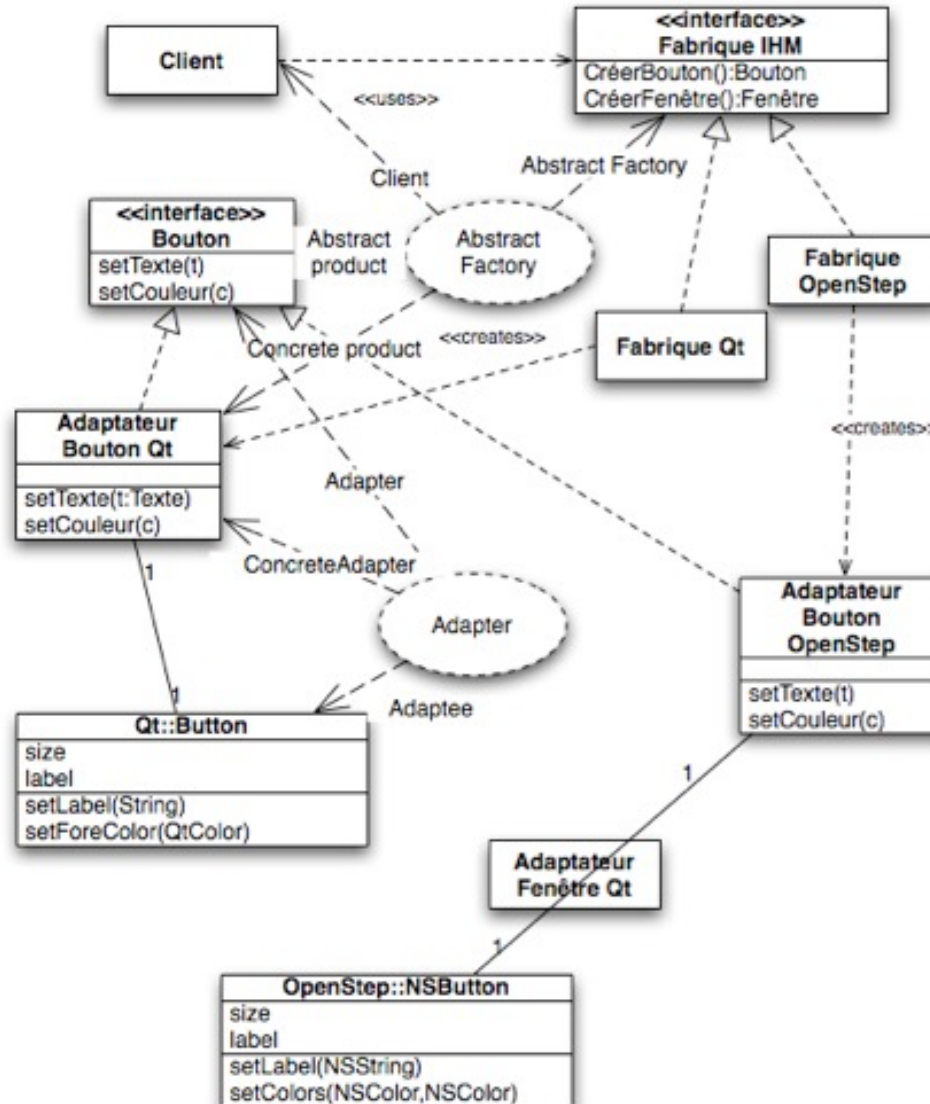 <<interface>>
Fabrique IHM
CréerBouton():Bouton
CréerFenêtre():Fenêtre
Client
<<uses>>
Client
Abstract Factory
<<interface>>
Bouton
setTexte(t)
setCouleur(c)
Abstract
product
Abstract
Factory
Fabrique
OpenStep
Concrete product
<<creates>>
Fabrique Qt
Adaptateur
Bouton Qt
setTexte(t:Texte)
setCouleur(c)
<<creates>>
Adapter
ConcreteAdapter
1
Adapter
Adaptateur
Bouton
OpenStep
setTexte(t)
setCouleur(c)
1
Adaptee
Qt::Button
size
label
setLabel(String)
setForeColor(QtColor)
1
Adaptateur
Fenêtre Qt
1
OpenStep::NSButton
size
label
setLabel(NSString)
setColors(NSColor,NSColor)